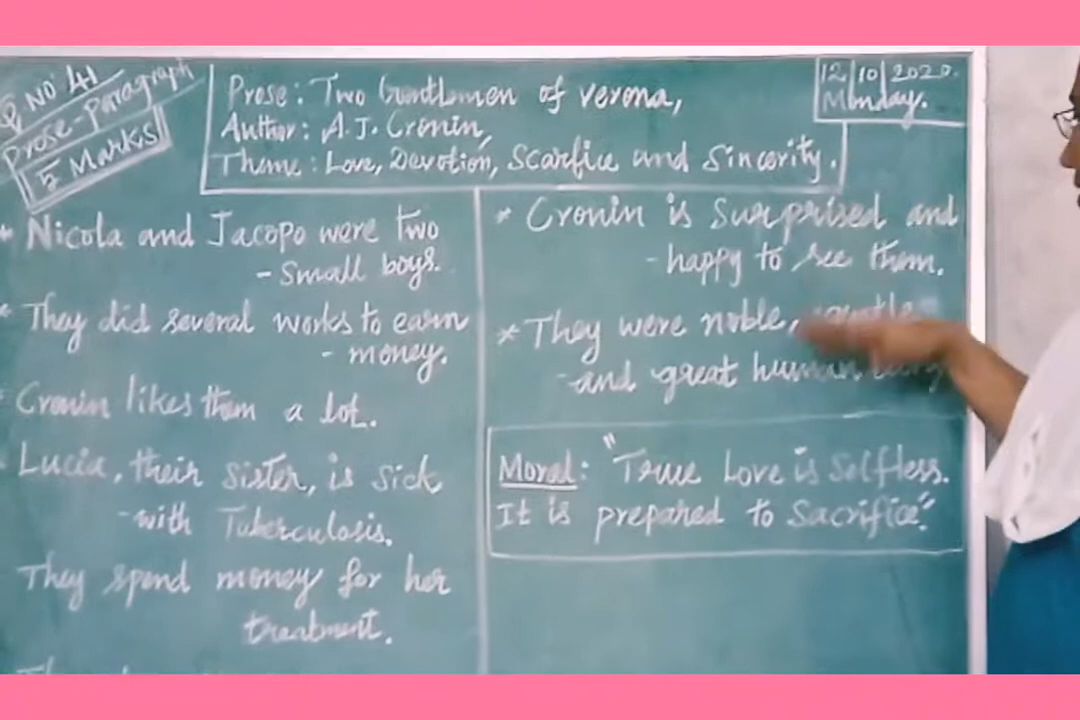 Q.NO 41
Prose-Paragraph
5 Marks
Prose: Two Gentlemen of Verona,
Author: A.J. Cronin,
Theme: Love, Devotion, Scarfice and Sincerity.
12/10/2020.
Monday.
* Nicola and Jacopo were Two
- Small boys.
* They did several works to earn
- money.
Cronin likes them a lot.
Lucia, their sister, is sick
- with Tuberculosis.
They spend money for her
treatment.
* Cronin is Surprised and
- happy to see them.
* They were noble,
- and great human
Moral: "True Love is Selfless.
It is prepared to Sacrifice".